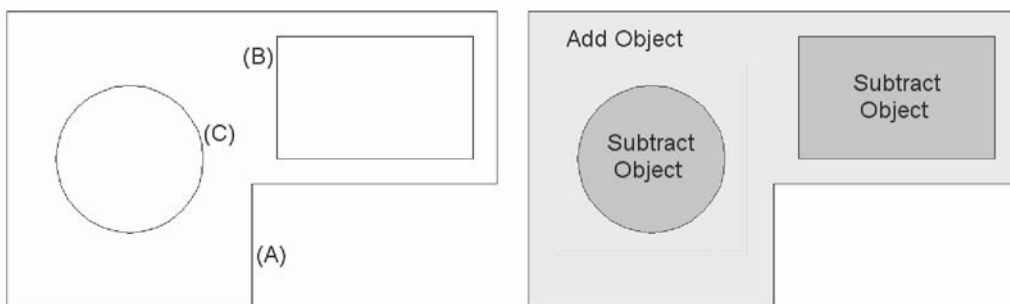 (B)
(C)
(A)
Add Object
Subtract
Object
Subtract
Object